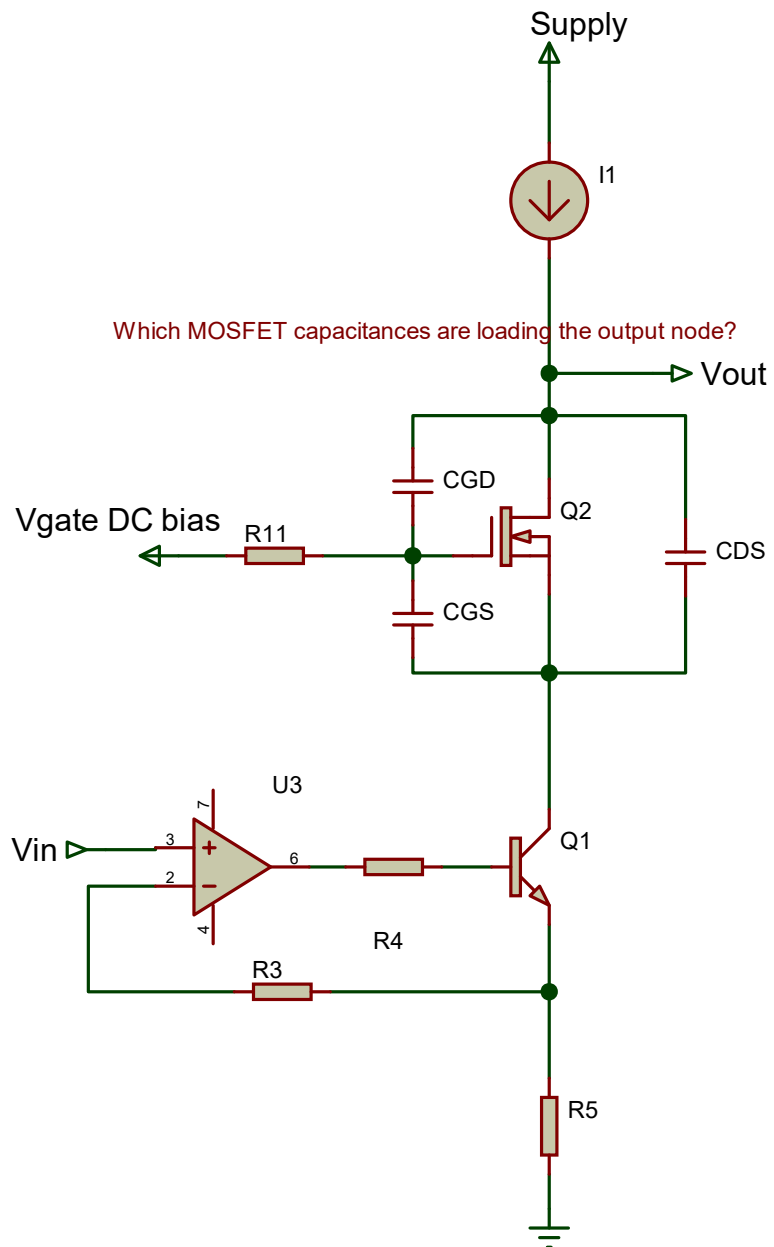 Supply
I1
Which MOSFET capacitances are loading the output node?
Vout
CGD
Q2
Vgate DC bias
R11
CDS
CGS
U3
7
Vin
3
+
Q1
6
2
−
4
R4
R3
R5